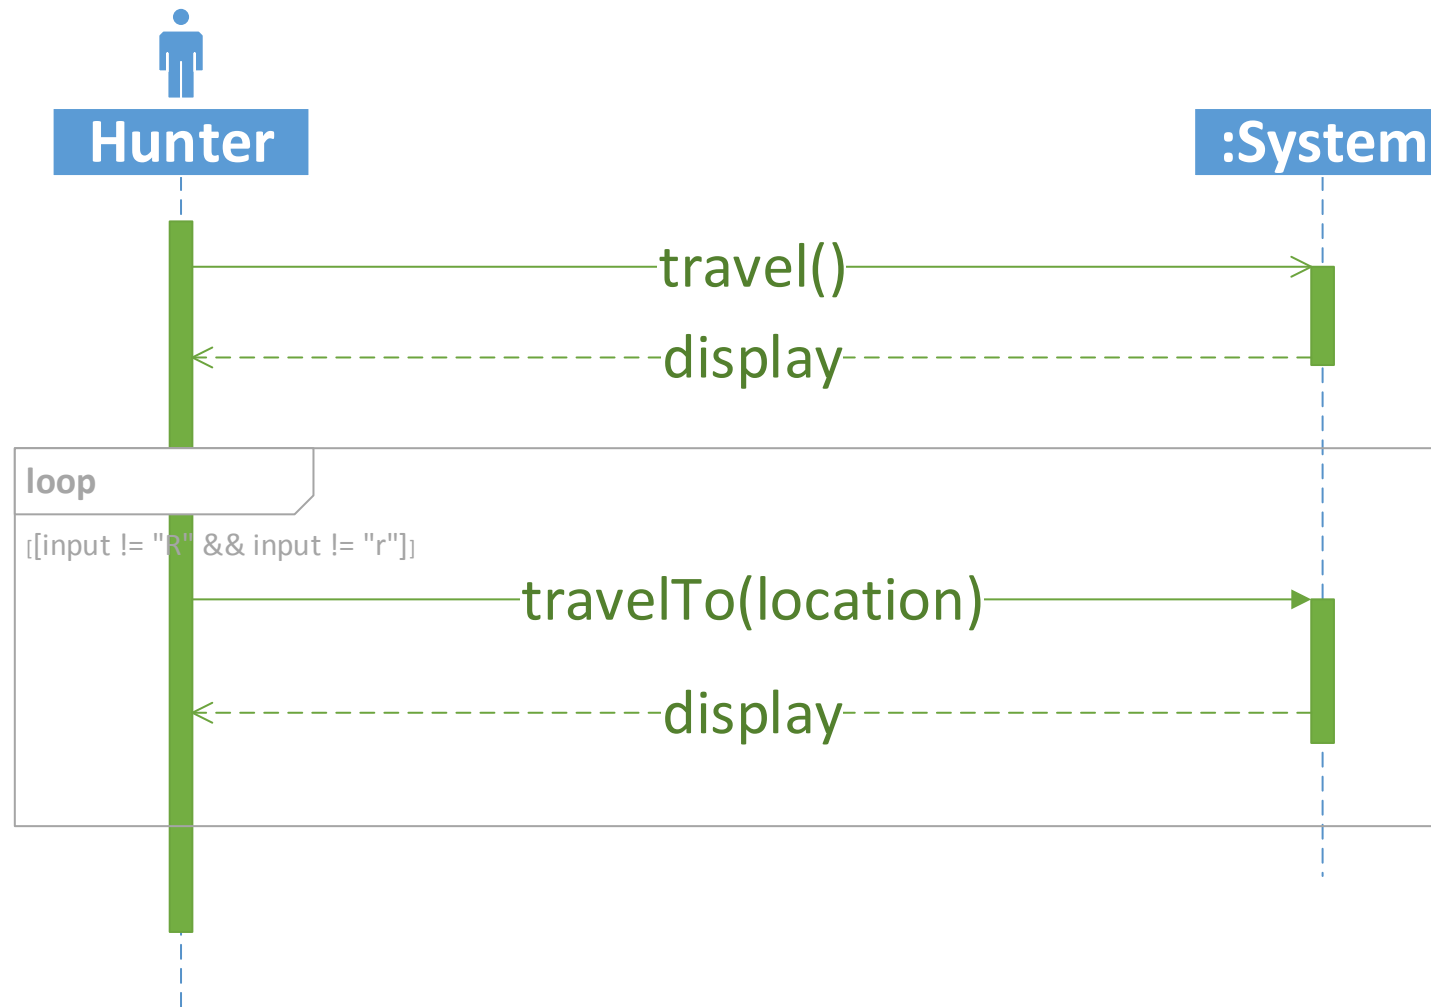 Hunter
:System
travel()
display
loop
[[input != "R" && input != "r"]]
travelTo(location)
display